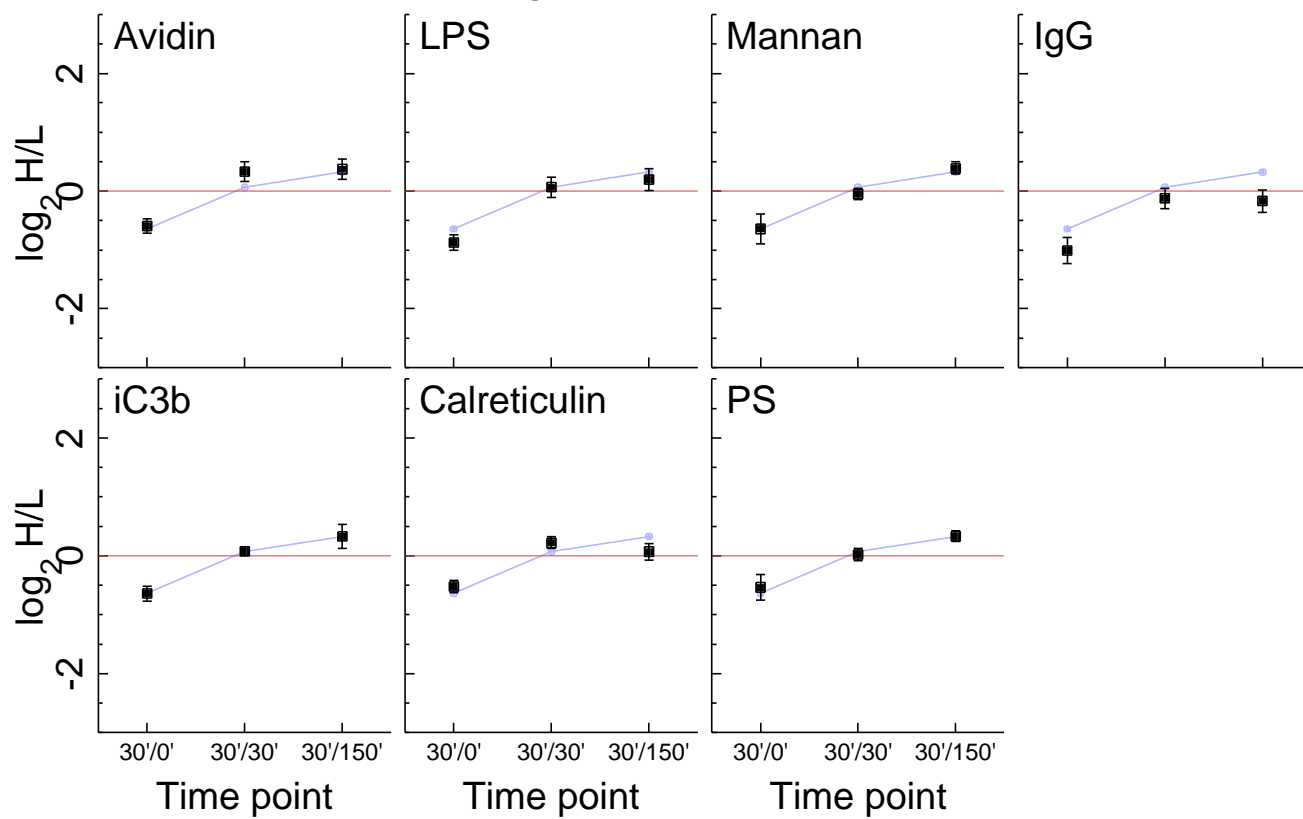 Avidin
LPS
Mannan
IgG
2
0
-2
log2 H/L
iC3b
Calreticulin
PS
2
0
-2
log2 H/L
30'/0' 30'/30' 30'/150'
30'/0' 30'/30' 30'/150'
30'/0' 30'/30' 30'/150'
Time point
Time point
Time point